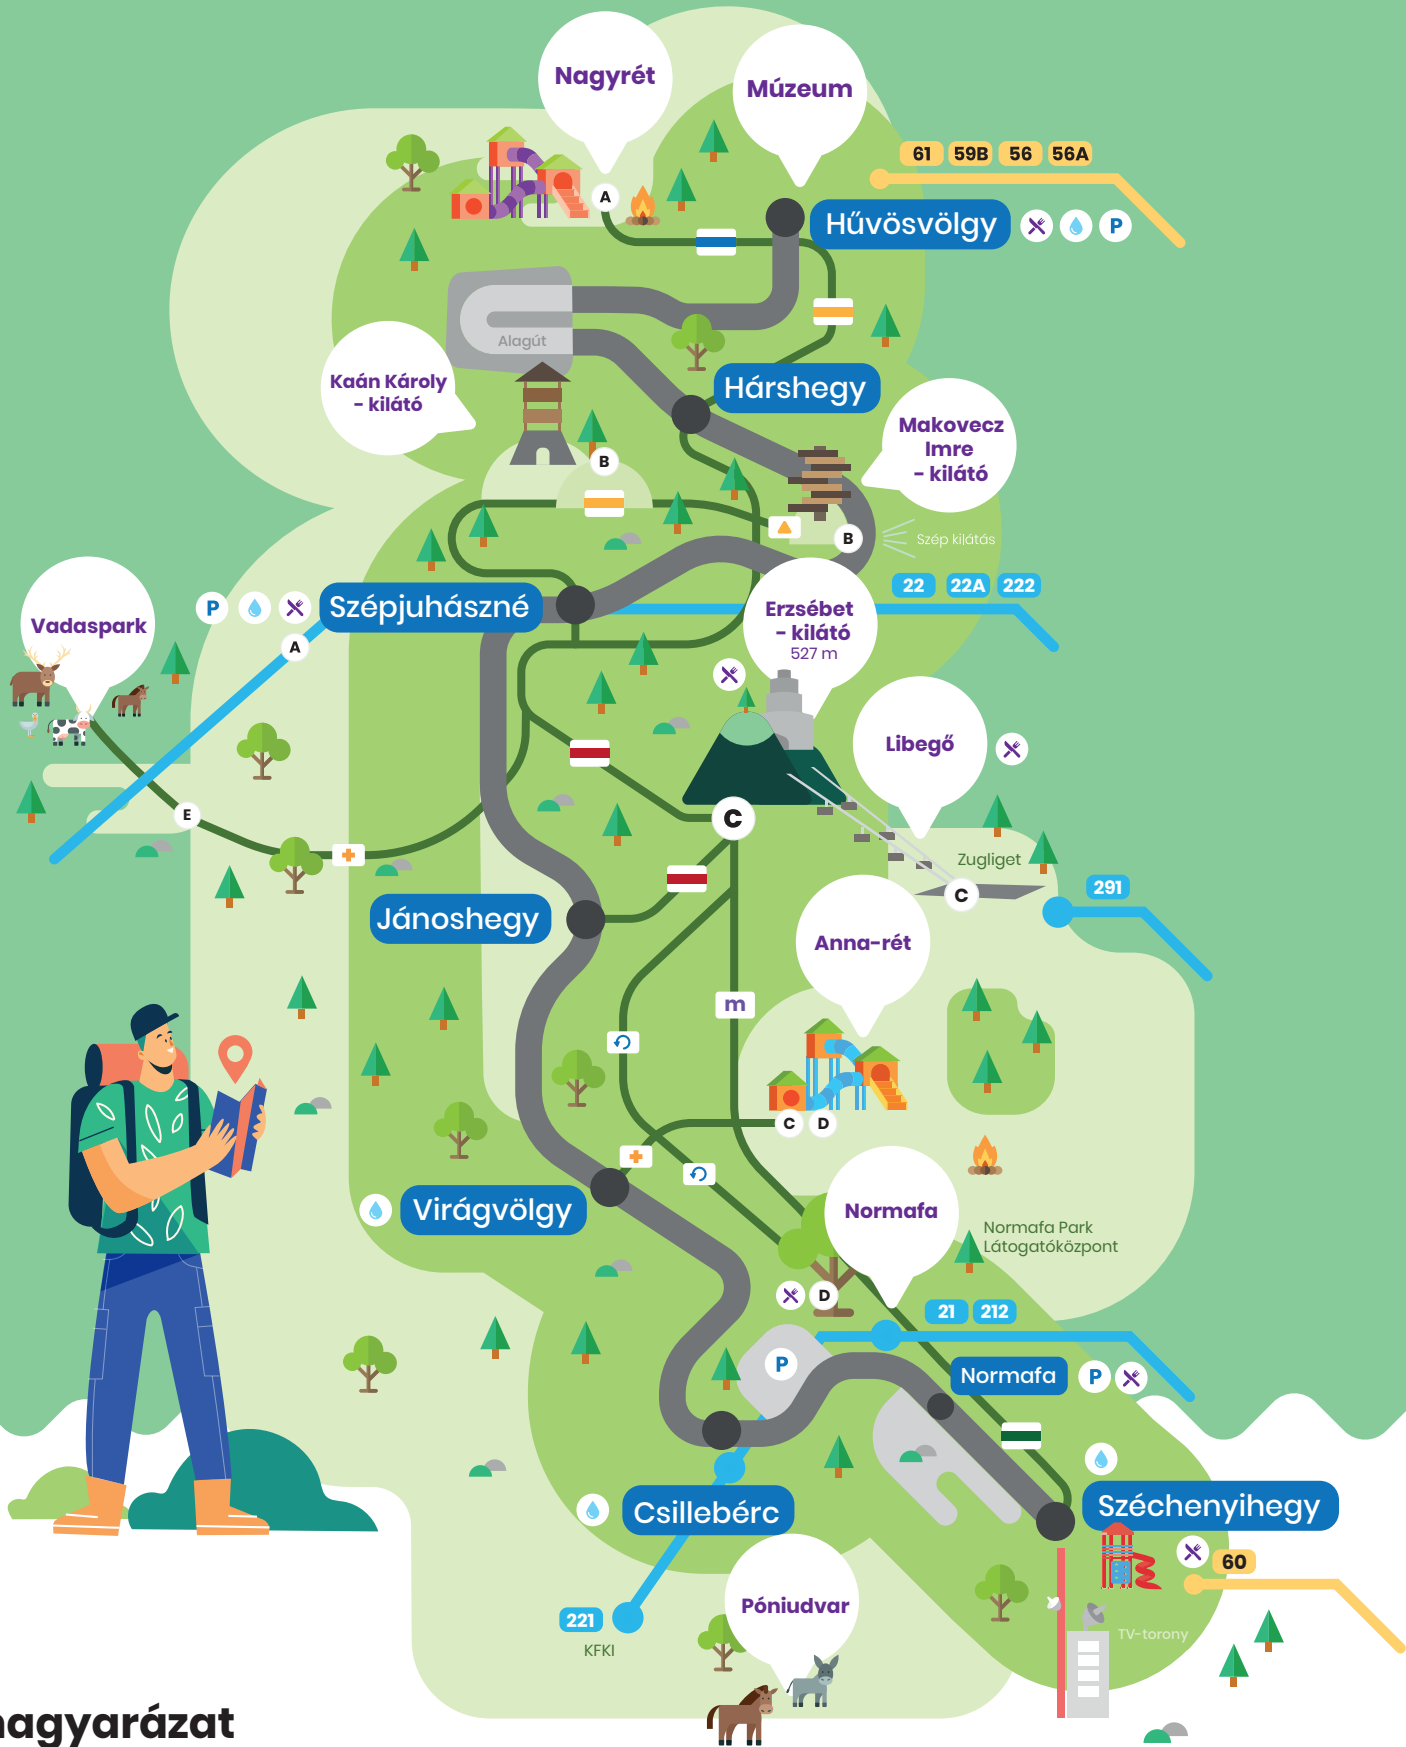 Nagyrét
Múzeum
61 59B 56 56A
A
Hűvösvölgy
P
Alagút
Kaán Károly
- kilátó
Hárshegy
Makovecz
Imre
- kilátó
B
B
Szép kilátás
22 22A 222
P
Szépjuhászné
Erzsébet
- kilátó
527 m
Vadaspark
A
Libegő
E
C
Zugliget
C
291
Jánoshegy
Anna-rét
m
C D
Virágvölgy
Normafa
Normafa Park
Látogatóközpont
D
21 212
P
Normafa
P
Csillebérc
Széchenyihegy
60
221
KFKI
Póniudvar
TV-torony
nagyarázat